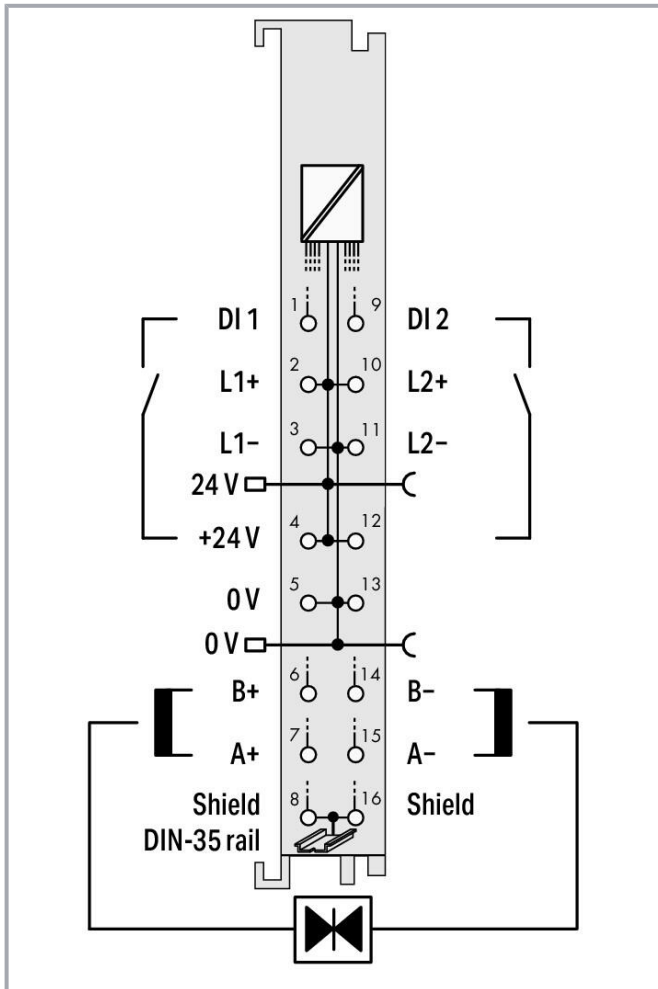 1 9
DI 1 DI 2
2 10
L1+ L2+
3 11
L1− L2−
24 V
4 12
+24 V
5 13
0 V
0 V
6 14
B+ B−
7 15
A+ A−
Shield 8 16 Shield
DIN-35 rail